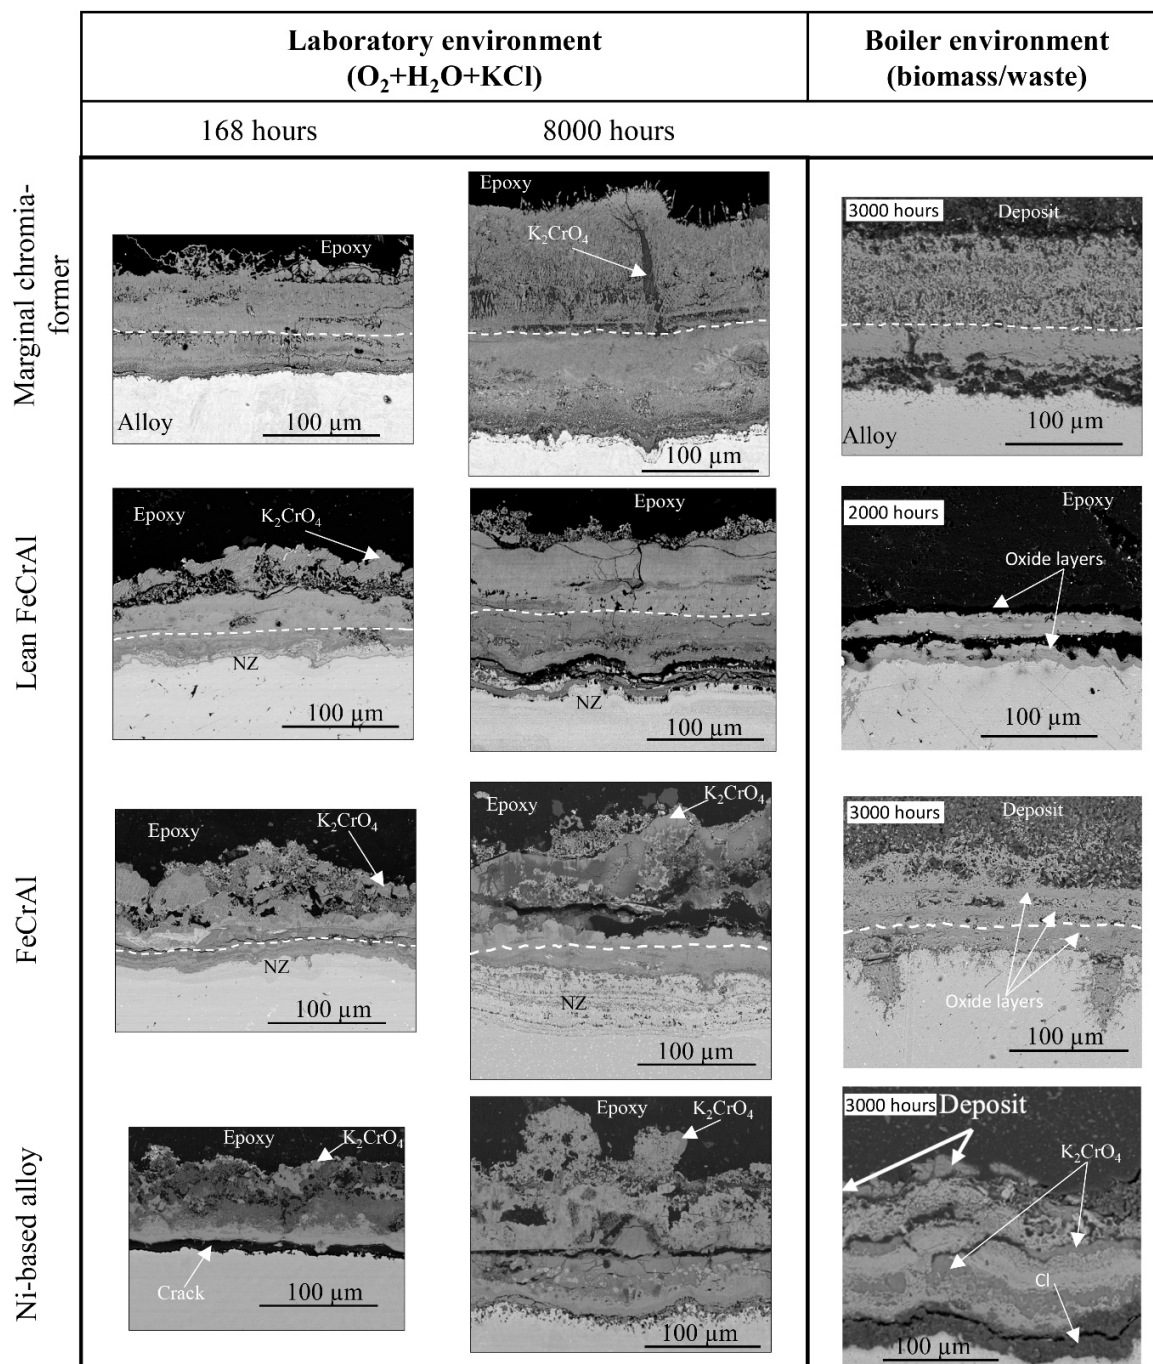 Laboratory environment
(O₂+H₂O+KCl)
Boiler environment
(biomass/waste)
168 hours
8000 hours
Marginal chromia-
former
Epoxy
Alloy
100 µm
Epoxy
K₂CrO₄
100 µm
3000 hours
Deposit
Alloy
100 µm
Lean FeCrAl
Epoxy
K₂CrO₄
NZ
100 µm
Epoxy
NZ
100 µm
2000 hours
Epoxy
Oxide layers
100 µm
FeCrAl
Epoxy
K₂CrO₄
NZ
100 µm
Epoxy
K₂CrO₄
NZ
100 µm
3000 hours
Deposit
Oxide layers
100 µm
Ni-based alloy
Epoxy
K₂CrO₄
Crack
100 µm
Epoxy
K₂CrO₄
100 µm
3000 hours
Deposit
K₂CrO₄
Cl
100 µm